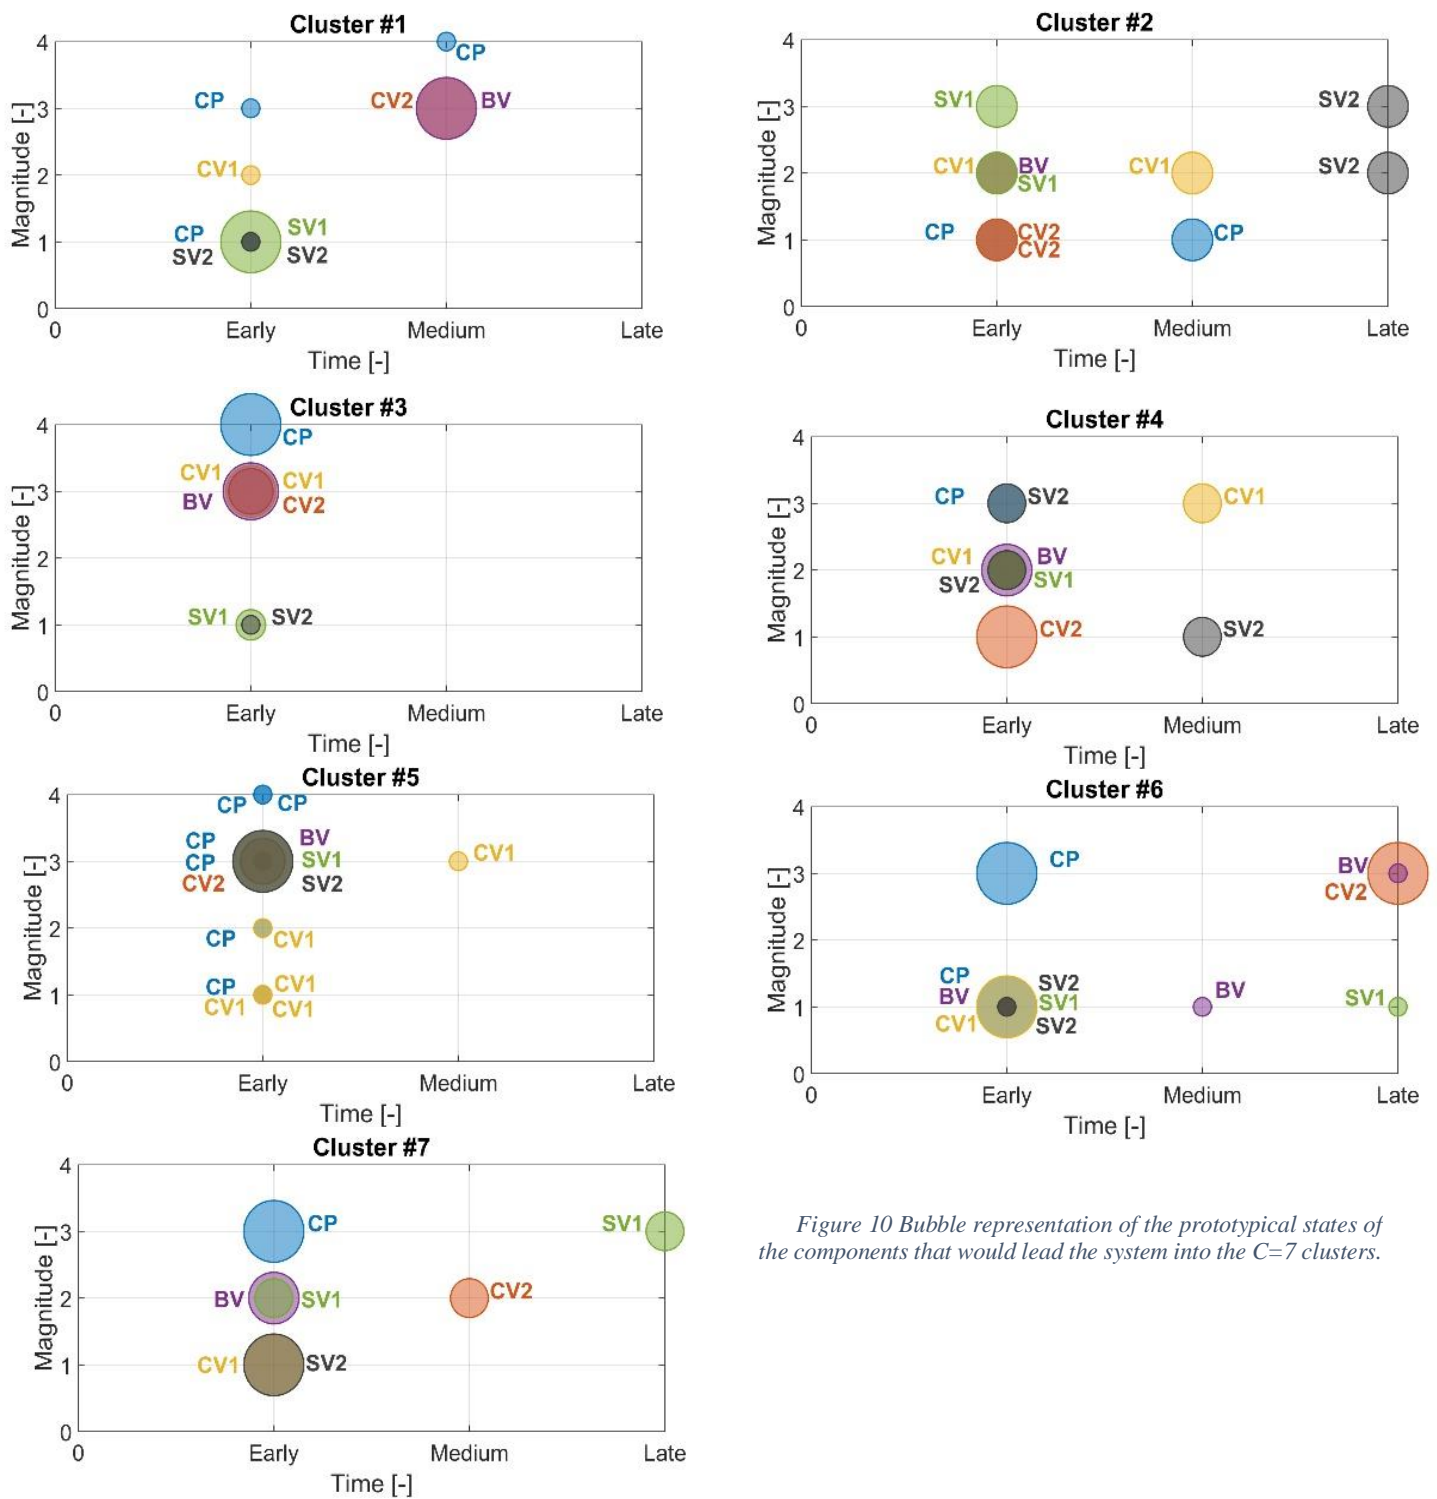 Cluster #1
4
CP
CP
CV2
BV
3
CV1
2
CP
SV1
SV2
SV2
1
0
Magnitude [-]
0
Early
Medium
Late
Time [-]
Cluster #2
4
SV1
SV2
3
CV1
BV
SV1
CV1
SV2
2
CP
CV2
CV2
CP
1
0
Magnitude [-]
0
Early
Medium
Late
Time [-]
Cluster #3
4
CP
CV1
CV1
BV
CV2
3
2
SV1
SV2
1
0
Magnitude [-]
0
Early
Medium
Late
Time [-]
Cluster #4
4
CP
SV2
CV1
3
CV1
BV
SV2
SV1
2
CV2
SV2
1
0
Magnitude [-]
0
Early
Medium
Late
Time [-]
Cluster #5
4
CP
CP
CP
BV
CP
SV1
CV1
CV2
SV2
3
2
CP
CV1
CP
CV1
CV1
CV1
1
0
Magnitude [-]
0
Early
Medium
Late
Time [-]
Cluster #6
4
CP
BV
CV2
3
2
CP
SV2
BV
SV1
CV1
SV2
BV
SV1
1
0
Magnitude [-]
0
Early
Medium
Late
Time [-]
Cluster #7
4
CP
SV1
3
BV
SV1
CV2
2
CV1
SV2
1
0
Magnitude [-]
0
Early
Medium
Late
Time [-]
Figure 10 Bubble representation of the prototypical states of
the components that would lead the system into the C=7 clusters.